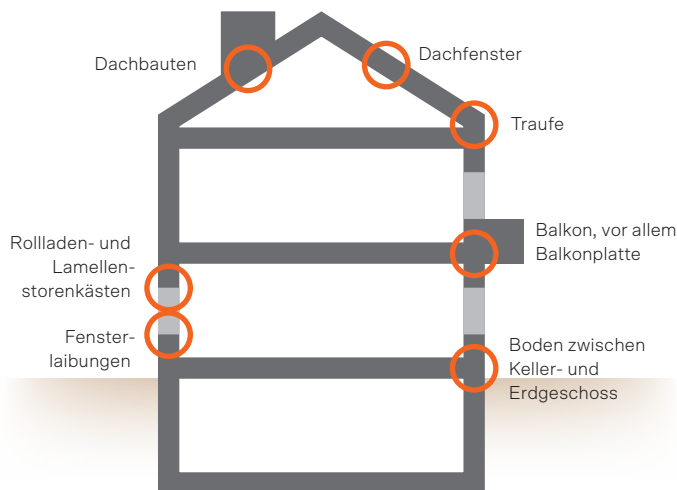 Dachbauten
Dachfenster
Traufe
Balkon, vor allem
Balkonplatte
Rollladen- und
Lamellen-
storenkästen
Fenster-
laibungen
Boden zwischen
Keller- und
Erdgeschoss